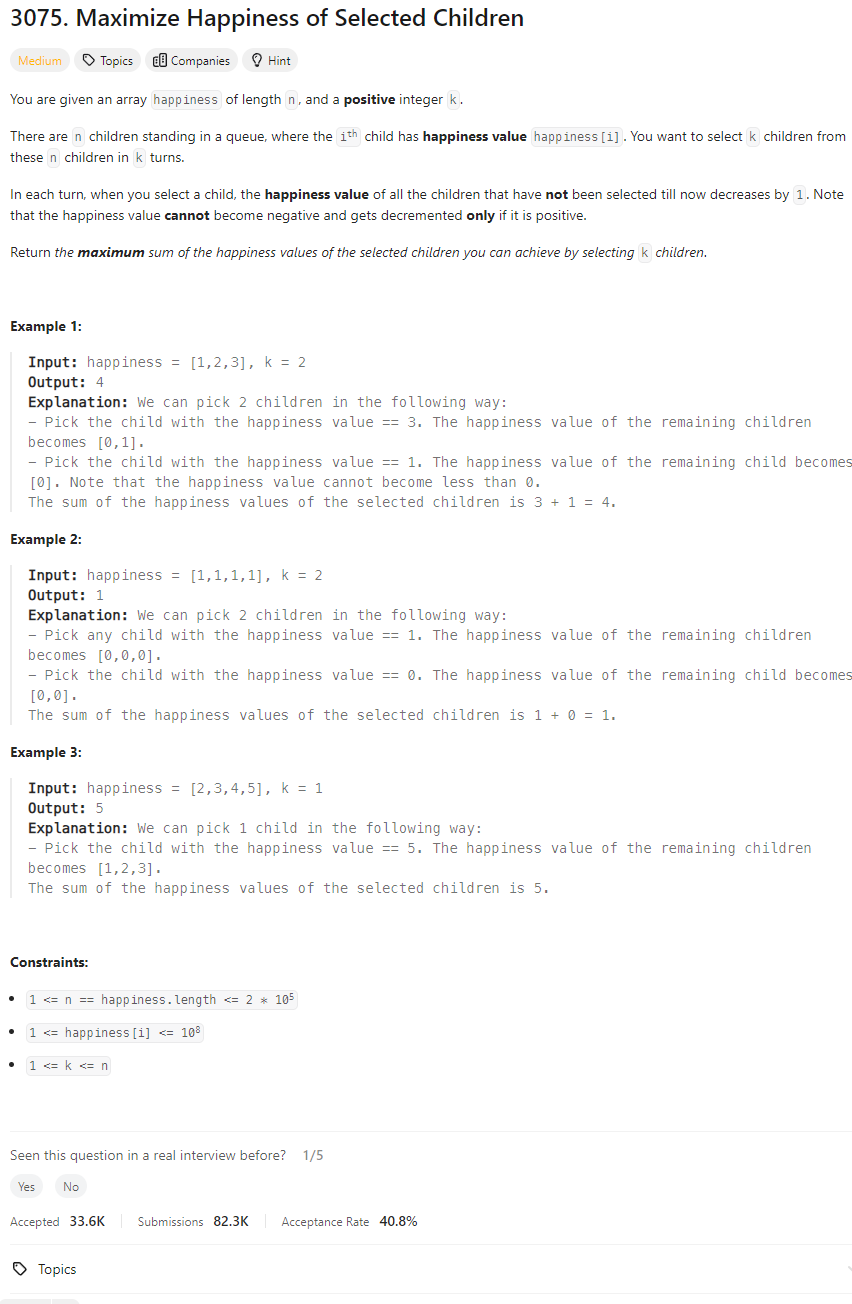 3075. Maximize Happiness of Selected Children
Medium Topics Companies Hint
You are given an array happiness of length n, and a positive integer k.
There are n children standing in a queue, where the ith child has happiness value happiness[i]. You want to select k children from
these n children in k turns.
In each turn, when you select a child, the happiness value of all the children that have not been selected till now decreases by 1. Note
that the happiness value cannot become negative and gets decremented only if it is positive.
Return the maximum sum of the happiness values of the selected children you can achieve by selecting k children.
Example 1:
Input: happiness = [1,2,3], k = 2
Output: 4
Explanation: We can pick 2 children in the following way:
- Pick the child with the happiness value == 3. The happiness value of the remaining children
becomes [0,1].
- Pick the child with the happiness value == 1. The happiness value of the remaining child becomes
[0]. Note that the happiness value cannot become less than 0.
The sum of the happiness values of the selected children is 3 + 1 = 4.
Example 2:
Input: happiness = [1,1,1,1], k = 2
Output: 1
Explanation: We can pick 2 children in the following way:
- Pick any child with the happiness value == 1. The happiness value of the remaining children
becomes [0,0,0].
- Pick the child with the happiness value == 0. The happiness value of the remaining child becomes
[0,0].
The sum of the happiness values of the selected children is 1 + 0 = 1.
Example 3:
Input: happiness = [2,3,4,5], k = 1
Output: 5
Explanation: We can pick 1 child in the following way:
- Pick the child with the happiness value == 5. The happiness value of the remaining children
becomes [1,2,3].
The sum of the happiness values of the selected children is 5.
Constraints:
• 1 <= n == happiness.length <= 2 * 10⁵
• 1 <= happiness[i] <= 10⁸
• 1 <= k <= n
Seen this question in a real interview before? 1/5
Yes No
Accepted 33.6K Submissions 82.3K Acceptance Rate 40.8%
Topics